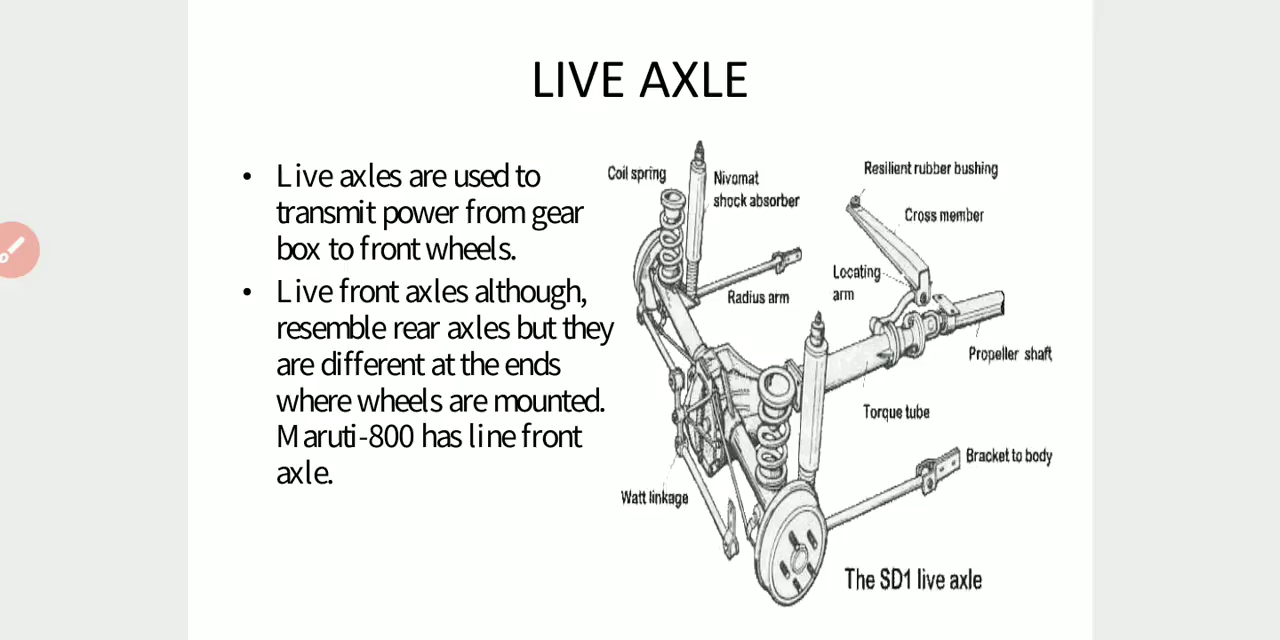 LIVE AXLE
• Live axles are used to
transmit power from gear
box to front wheels.
• Live front axles although,
resemble rear axles but they
are different at the ends
where wheels are mounted.
Maruti-800 has line front
axle.
Coil spring
Nivomat
shock absorber
Resilient rubber bushing
Cross member
Locating
arm
Radius arm
Propeller shaft
Torque tube
Bracket to body
Watt linkage
The SD1 live axle